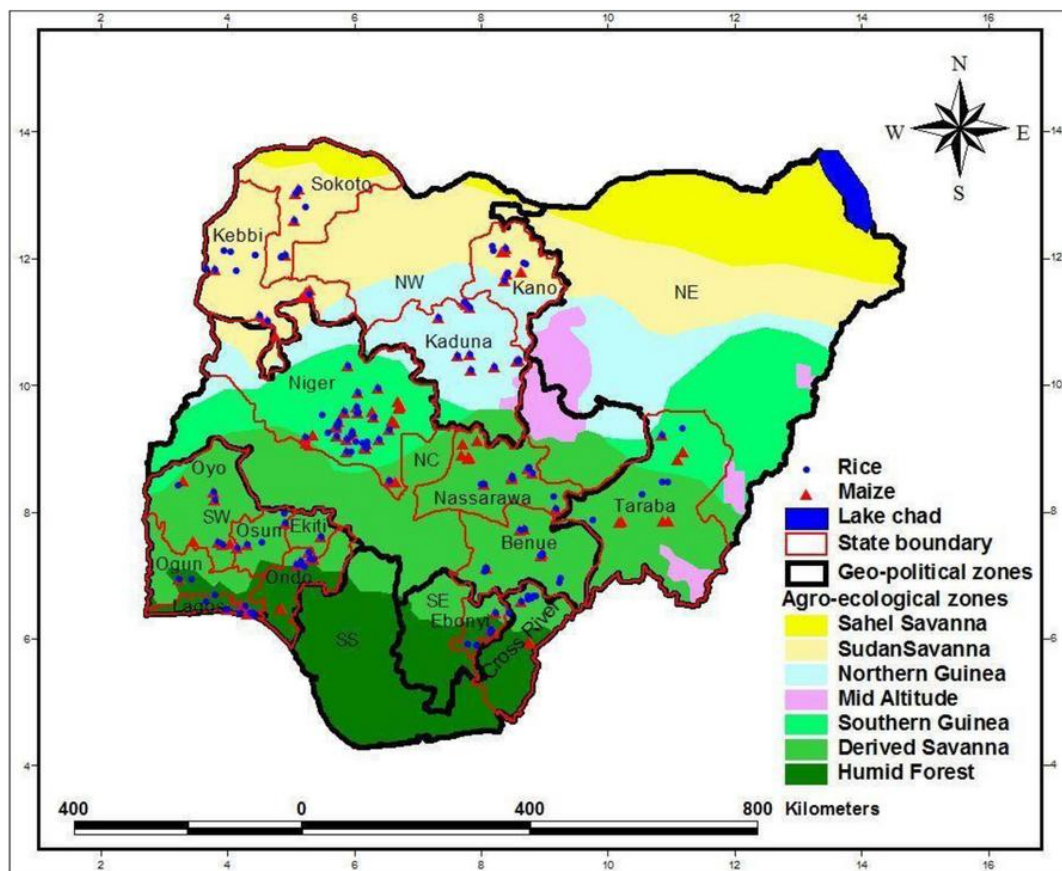 2 4 6 8 10 12 14 16
N
W E
S
14 14
Sokoto
Kebbi
12 12
NW
Kano
NE
Kaduna
10 10
Niger
NC
Oyo
Nassarawa
Taraba
8 8
SW
Osun
Ekiti
Benue
Ogun
Ondo
Lagos
SE
Ebonyi
Cross River
SS
6 6
4 4
Rice
Maize
Lake chad
State boundary
Geo-political zones
Agro-ecological zones
Sahel Savanna
SudanSavanna
Northern Guinea
Mid Altitude
Southern Guinea
Derived Savanna
Humid Forest
400 0 400 800
Kilometers
2 4 6 8 10 12 14 16